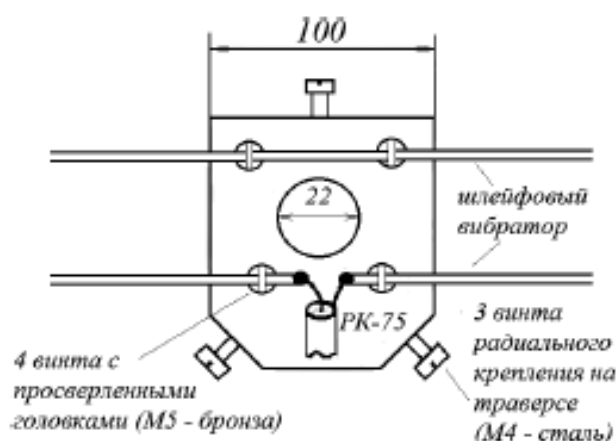 100
22
шлейфовый
вибратор
РК-75
4 винта с
просверленными
головками (М5 - бронза)
3 винта
радиального
крепления на
траверсе
(М4 - сталь)